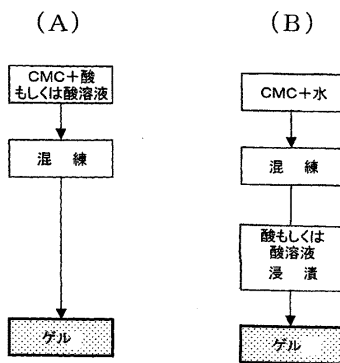 (A)
CMC+酸
もしくは酸溶液
混 練
ゲル
(B)
CMC+水
混 練
酸もしくは
酸溶液
浸 漬
ゲル